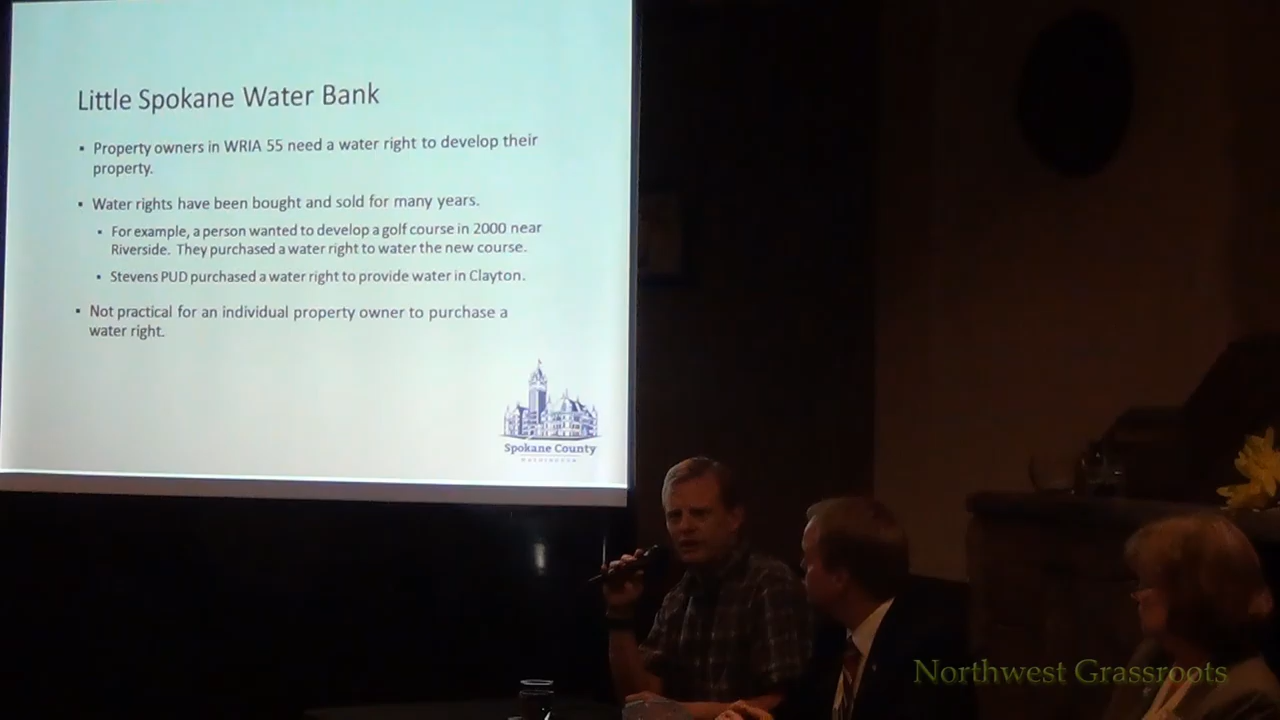 Little Spokane Water Bank
▪ Property owners in WRIA 55 need a water right to develop their
property.
▪ Water rights have been bought and sold for many years.
▪ For example, a person wanted to develop a golf course in 2000 near
Riverside. They purchased a water right to water the new course.
▪ Stevens PUD purchased a water right to provide water in Clayton.
▪ Not practical for an individual property owner to purchase a
water right.
Spokane County
WASHINGTON
Northwest Grassroots